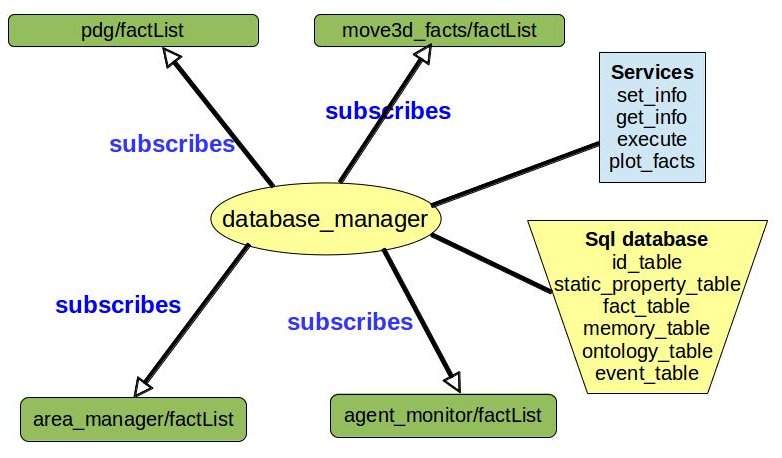 pdg/factList
move3d_facts/factList
Services
set_info
get_info
execute
plot_facts
subscribes
subscribes
database_manager
Sql database
id_table
static_property_table
fact_table
memory_table
ontology_table
event_table
subscribes
subscribes
area_manager/factList
agent_monitor/factList